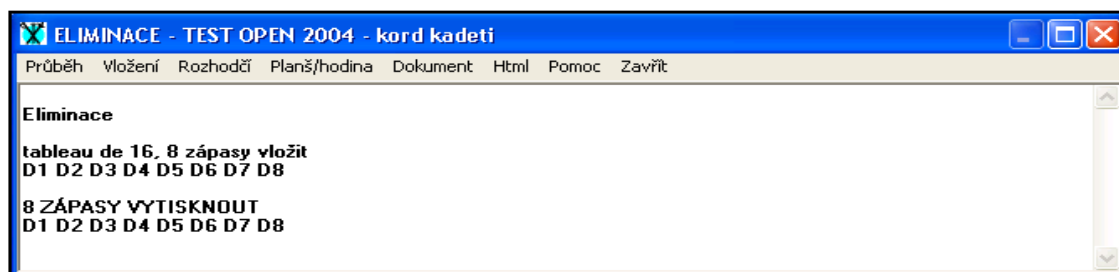 ELIMINACE - TEST OPEN 2004 - kord kadeti
Průběh Vložení Rozhodčí Planš/hodina Dokument Html Pomoc Zavřít
Eliminace
tableau de 16, 8 zápasy vložit
D1 D2 D3 D4 D5 D6 D7 D8
8 ZÁPASY VYTISKNOUT
D1 D2 D3 D4 D5 D6 D7 D8